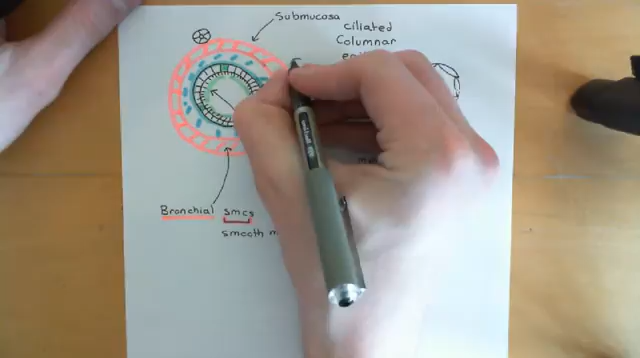 Submucosa
ciliated
Columnar
Bronchial smcs
smooth